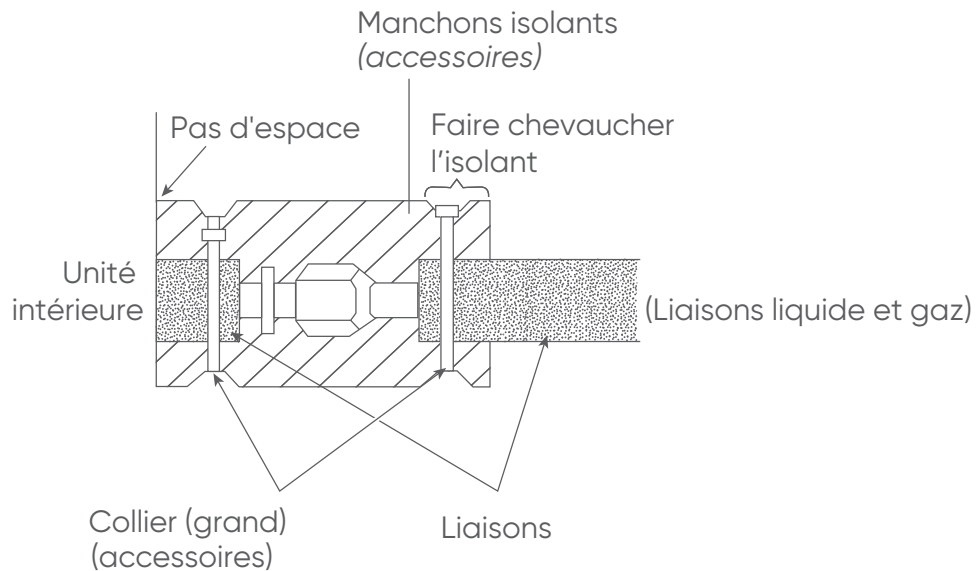 Manchons isolants
(accessoires)
Pas d'espace
Faire chevaucher
l'isolant
Unité
intérieure
(Liaisons liquide et gaz)
Collier (grand)
(accessoires)
Liaisons